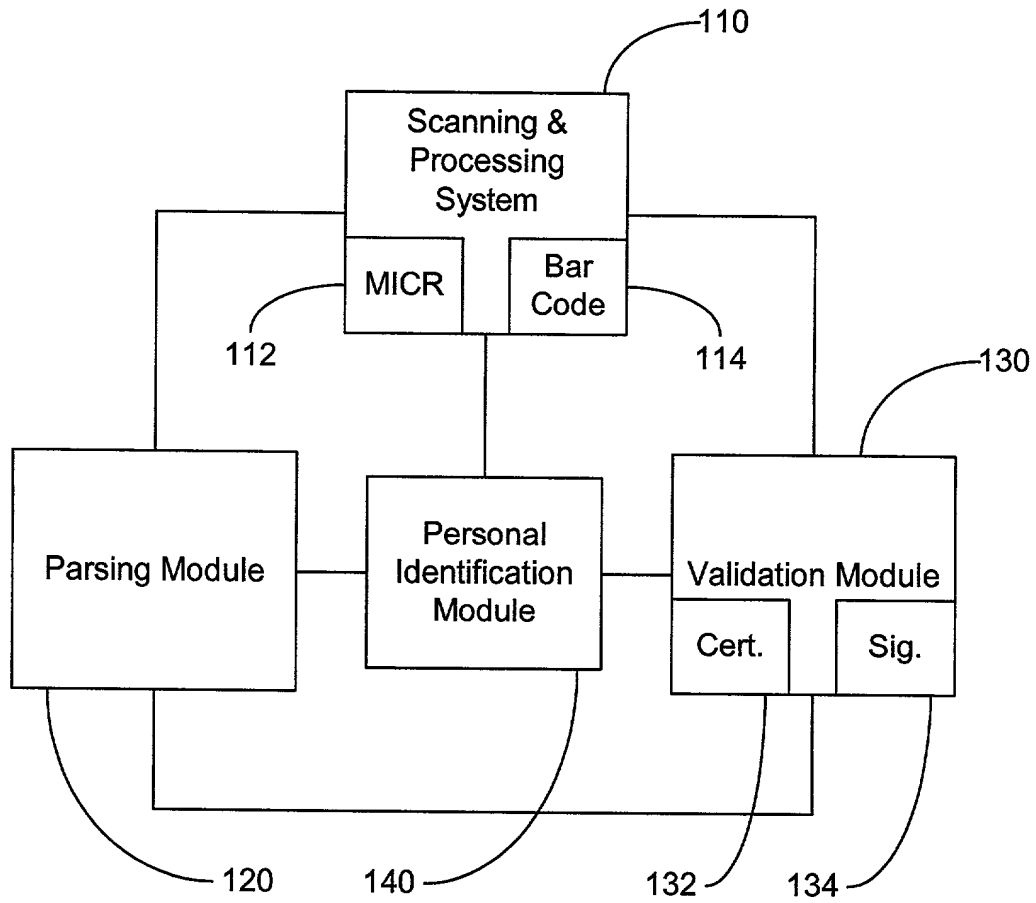 110
Scanning &
Processing
System
MICR
Bar
Code
112
114
130
Parsing Module
Personal
Identification
Module
Validation Module
Cert.
Sig.
120
140
132
134